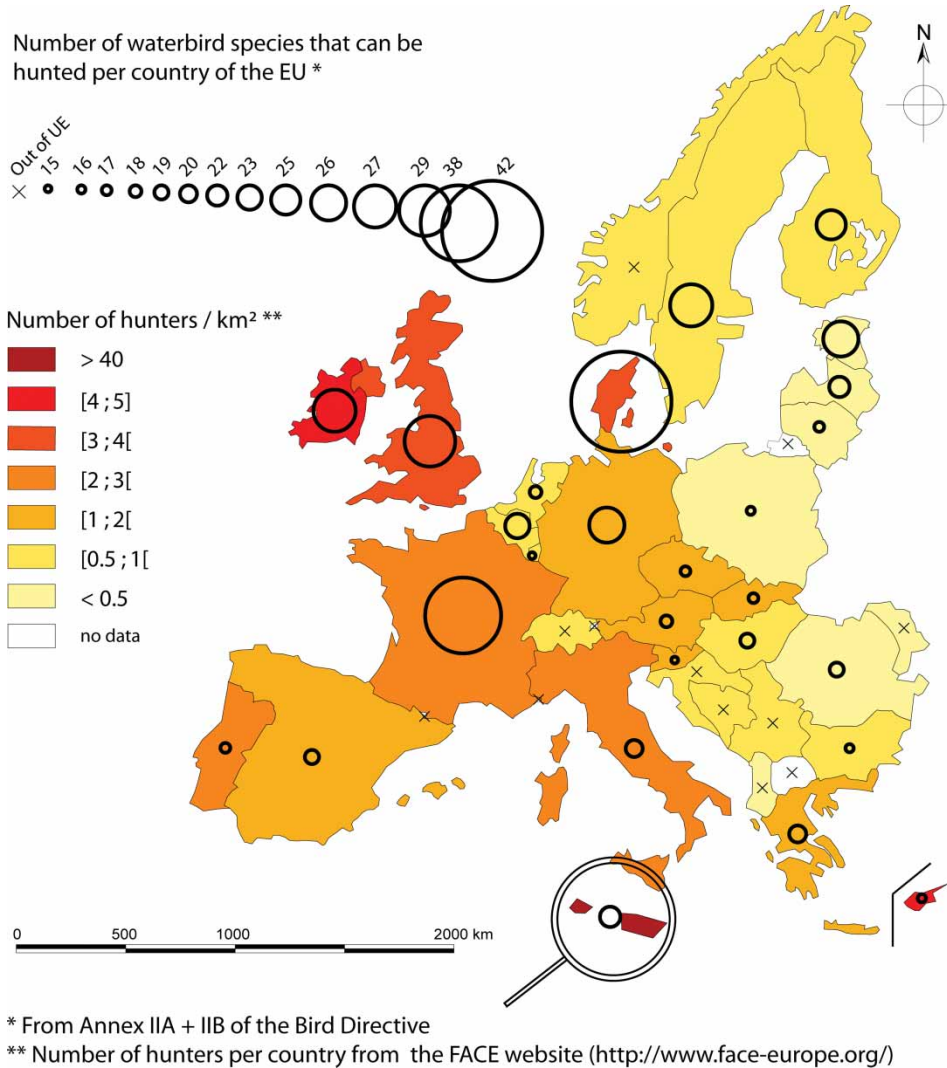 Number of waterbird species that can be
hunted per country of the EU *
N
Out of UE 15 16 17 18 19 20 22 23 25 26 27 29 38 42
Number of hunters / km² **
> 40
[4 ; 5]
[3 ; 4[
[2 ; 3[
[1 ; 2[
[0.5 ; 1[
< 0.5
no data
0 500 1000 2000 km
* From Annex IIA + IIB of the Bird Directive
** Number of hunters per country from the FACE website (http://www.face-europe.org/)